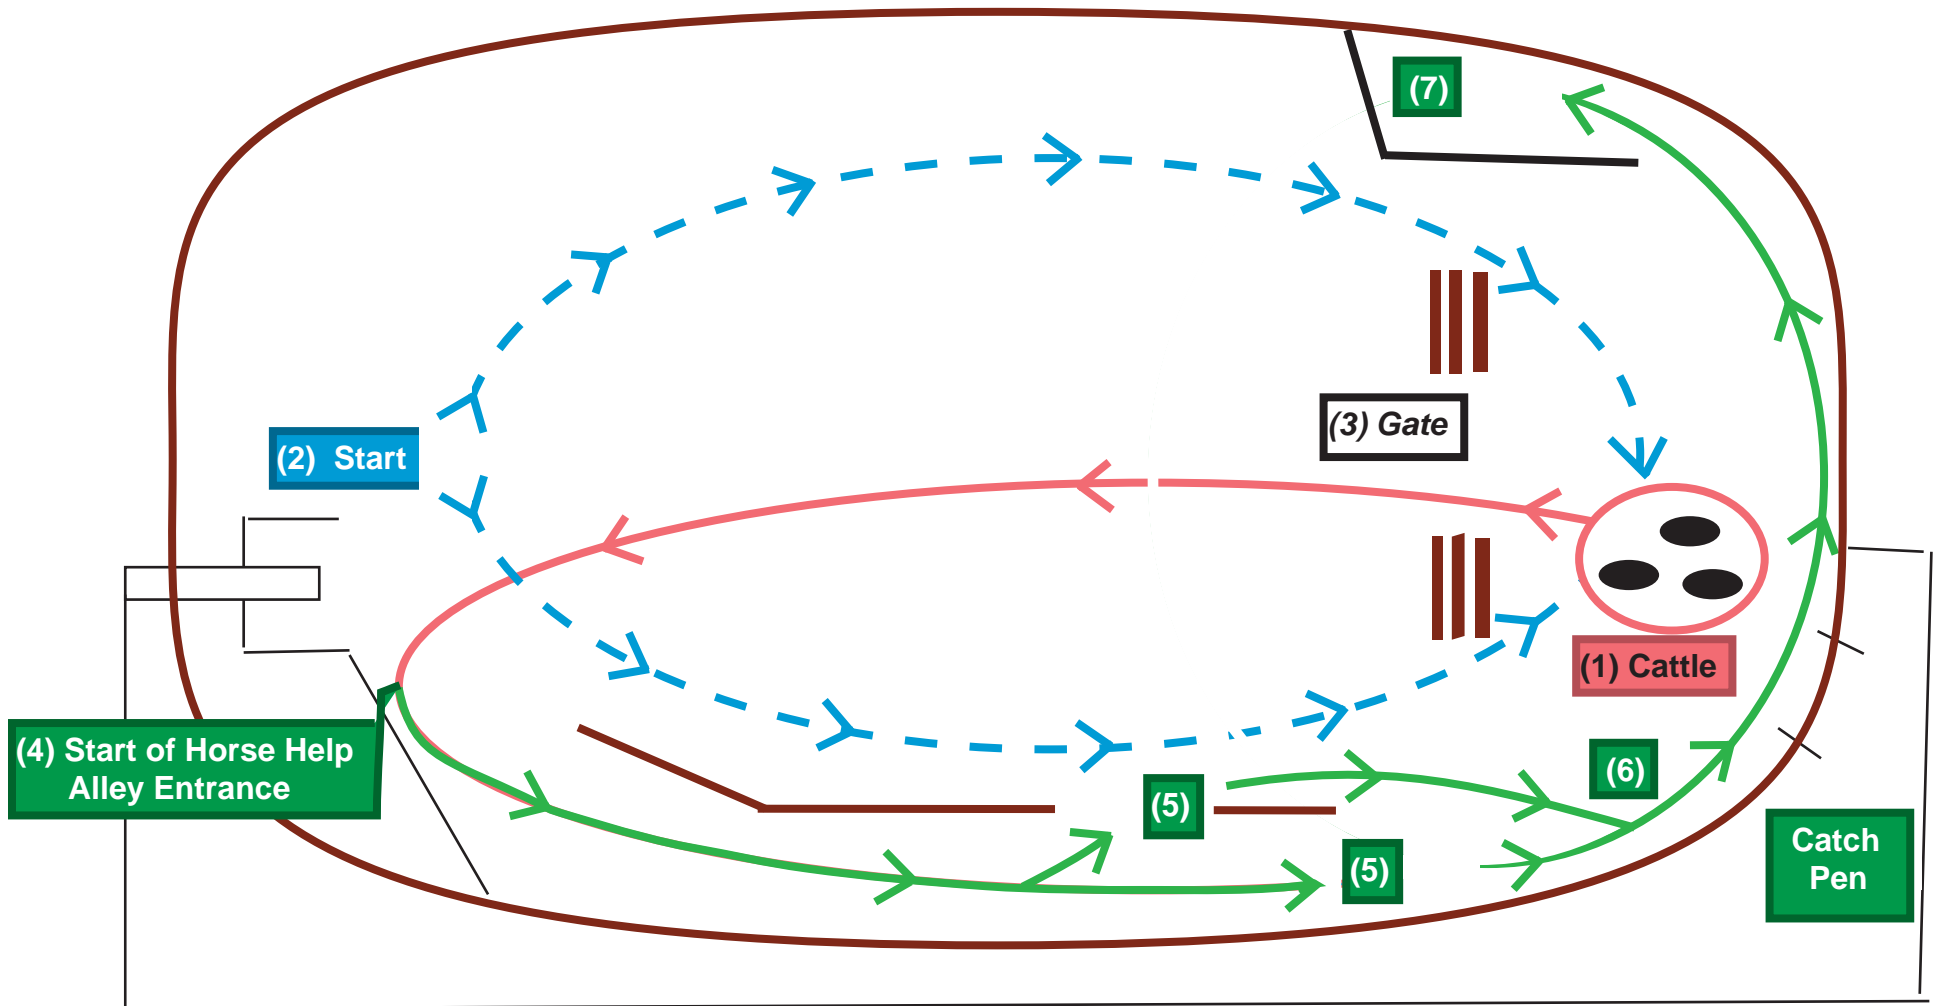 (7)
(3) Gate
(2) Start
(1) Cattle
(4) Start of Horse Help
Alley Entrance
(5)
(6)
(5)
Catch
Pen